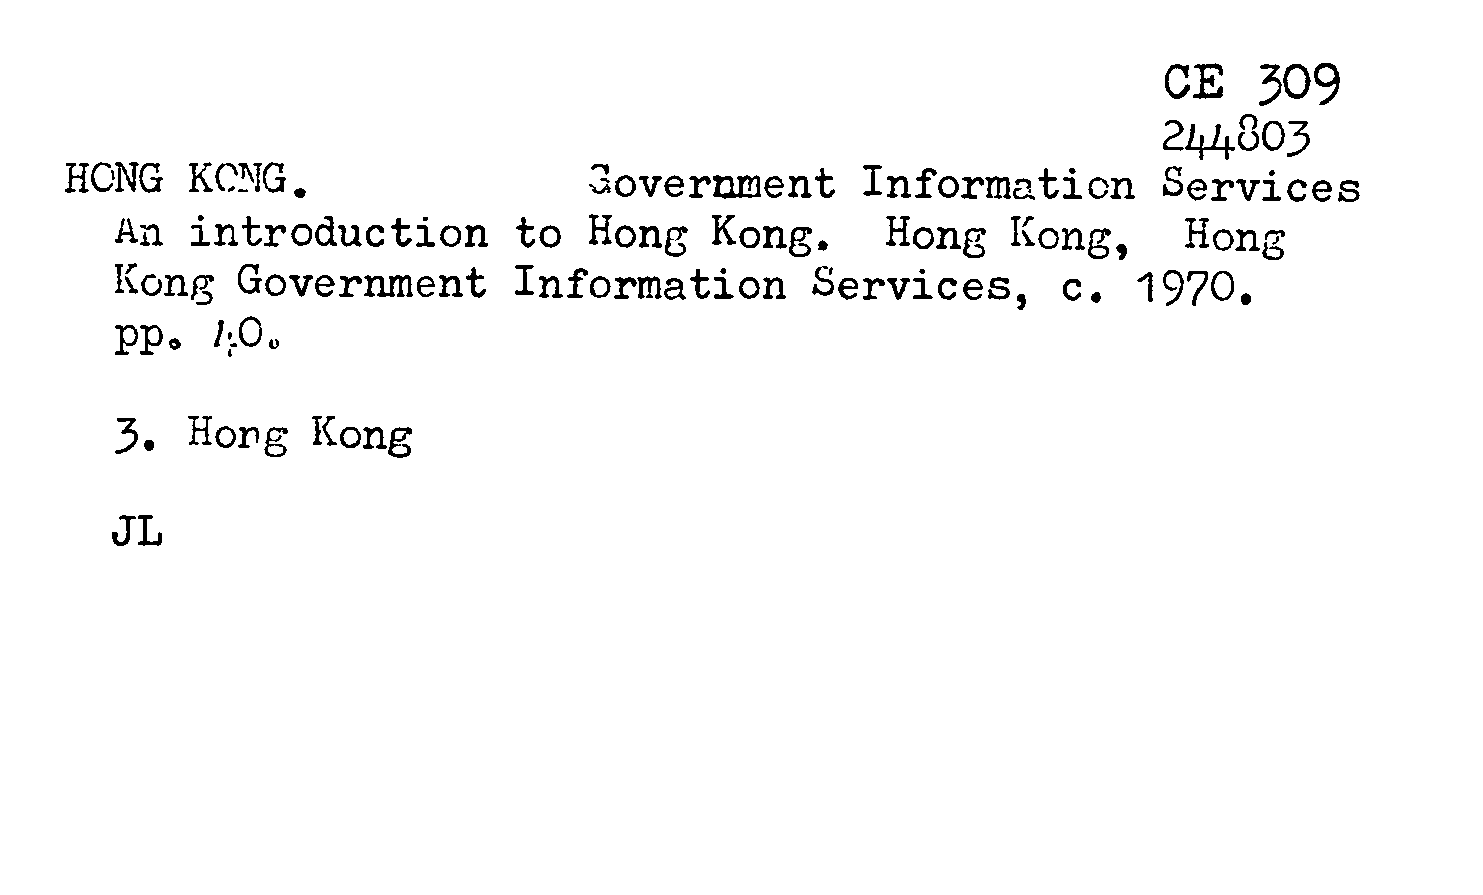 CE 309
244803
HONG KONG. Government Information Services
An introduction to Hong Kong. Hong Kong, Hong
Kong Government Information Services, c. 1970.
pp. 40.
3. Hong Kong
JL